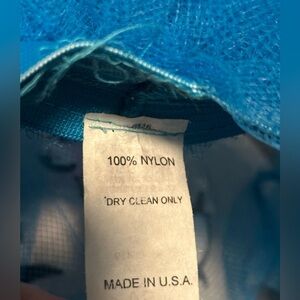 100% NYLON
DRY CLEAN ONLY
MADE IN U.S.A.